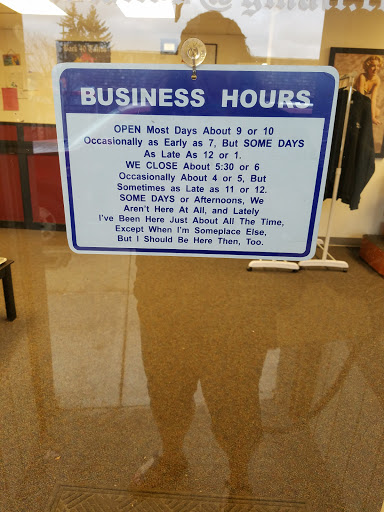 @gmail.c
BUSINESS HOURS
OPEN Most Days About 9 or 10
Occasionally as Early as 7, But SOME DAYS
As Late As 12 or 1.
WE CLOSE About 5:30 or 6
Occasionally About 4 or 5, But
Sometimes as Late as 11 or 12.
SOME DAYS or Afternoons, We
Aren't Here At All, and Lately
I've Been Here Just About All The Time,
Except When I'm Someplace Else,
But I Should Be Here Then, Too.